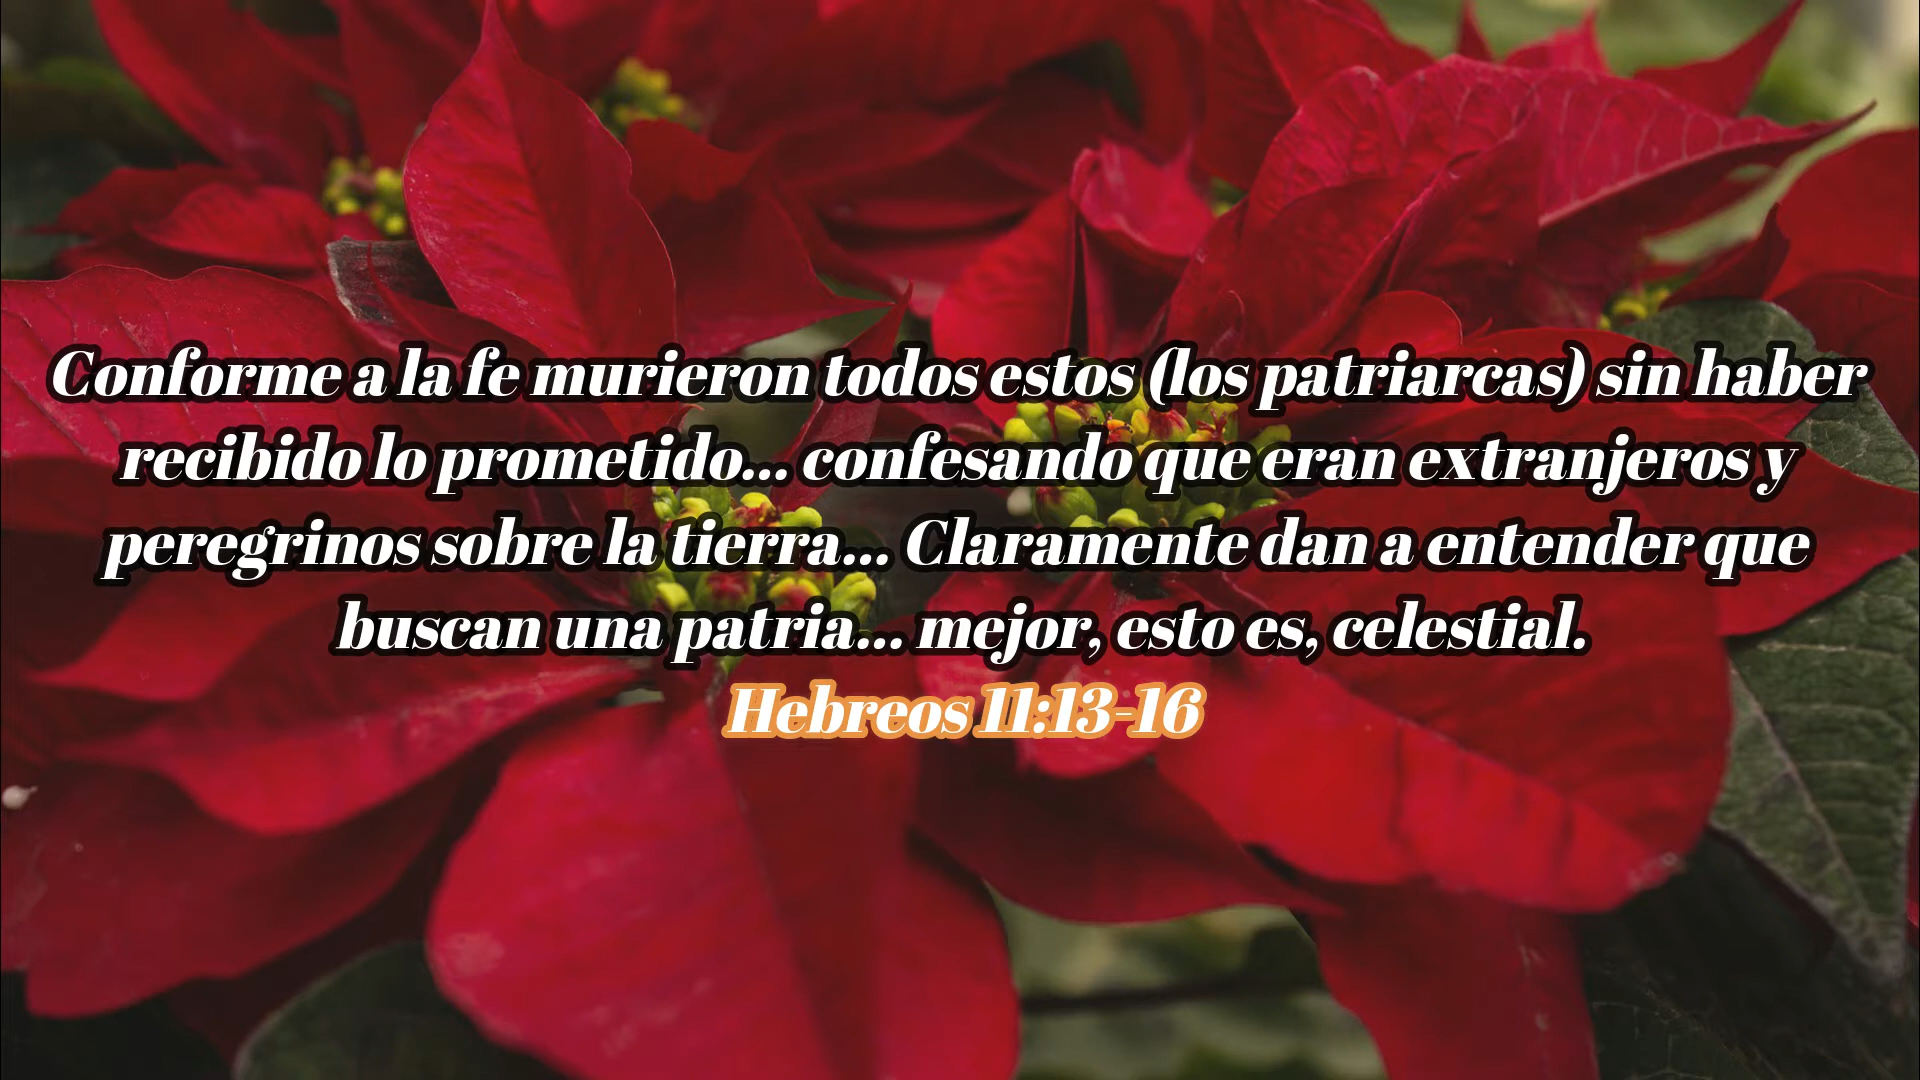 Conforme a la fe murieron todos estos (los patriarcas) sin haber
recibido lo prometido... confesando que eran extranjeros y
peregrinos sobre la tierra... Claramente dan a entender que
buscan una patria... mejor, esto es, celestial.
Hebreos 11:13-16